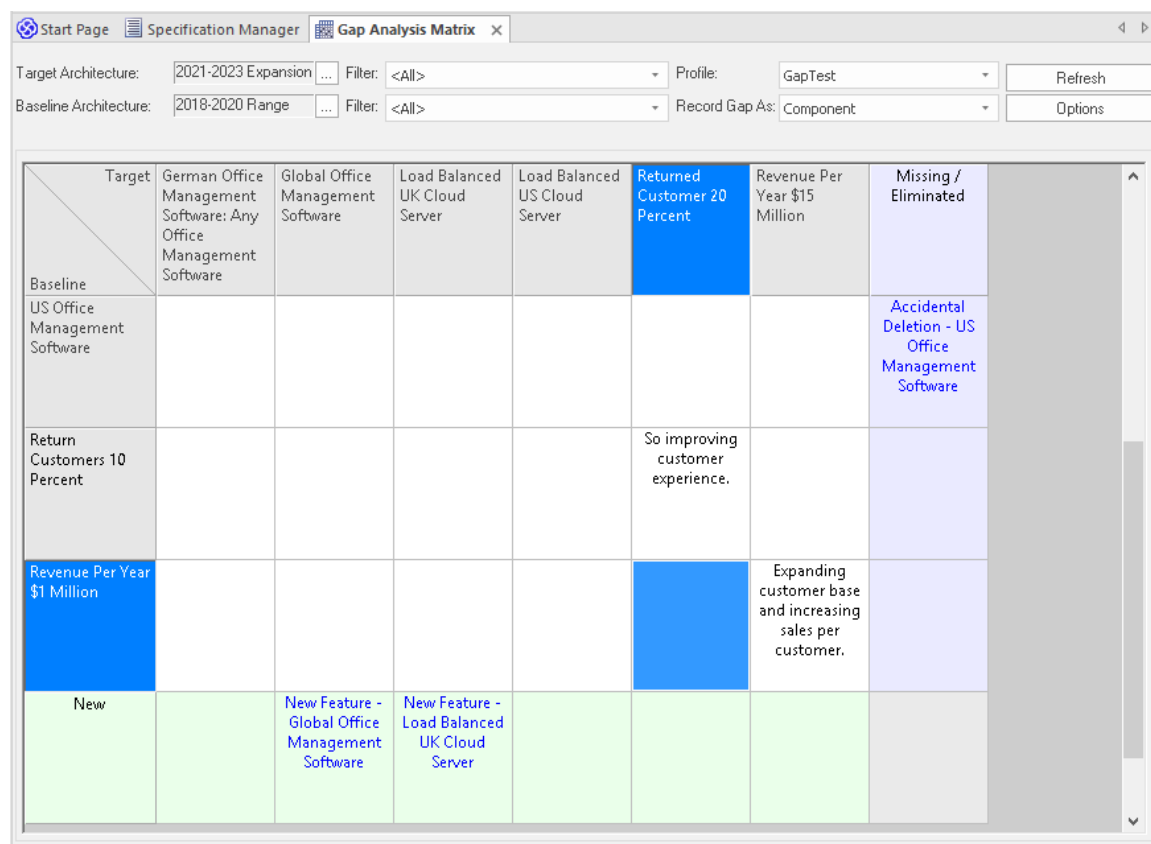 Start Page Specification Manager Gap Analysis Matrix
Target Architecture: 2021-2023 Expansion ... Filter: <All> Profile: GapTest Refresh
Baseline Architecture: 2018-2020 Range ... Filter: <All> Record Gap As: Component Options
Target
Baseline
German Office
Management
Software: Any
Office
Management
Software
Global Office
Management
Software
Load Balanced
UK Cloud
Server
Load Balanced
US Cloud
Server
Returned
Customer 20
Percent
Revenue Per
Year $15
Million
Missing /
Eliminated
US Office
Management
Software
Accidental
Deletion - US
Office
Management
Software
Return
Customers 10
Percent
So improving
customer
experience.
Revenue Per Year
$1 Million
Expanding
customer base
and increasing
sales per
customer.
New
New Feature -
Global Office
Management
Software
New Feature -
Load Balanced
UK Cloud
Server